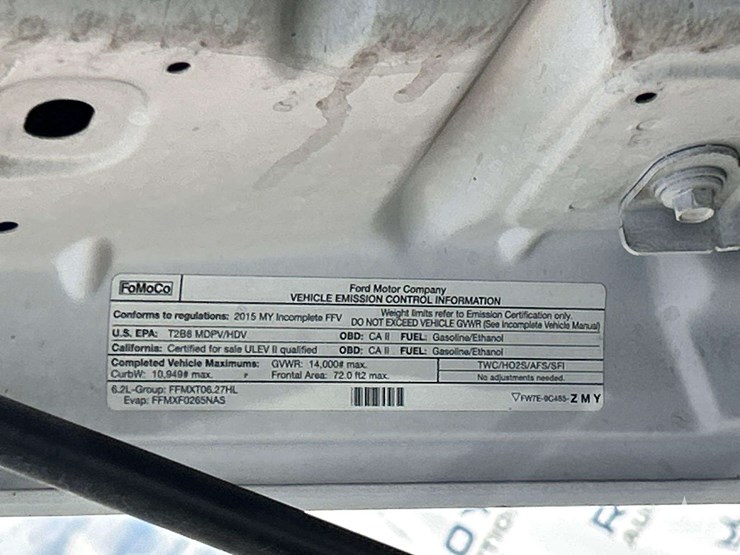 FoMoCo
Ford Motor Company
VEHICLE EMISSION CONTROL INFORMATION
Conforms to regulations: 2015 MY Incomplete FFV
Weight limits refer to Emission Certification only.
DO NOT EXCEED VEHICLE GVWR (See Incomplete Vehicle Manual)
U.S. EPA: T2B8 MDPV/HDV OBD: CA II FUEL: Gasoline/Ethanol
California: Certified for sale ULEV II qualified OBD: CA II FUEL: Gasoline/Ethanol
Completed Vehicle Maximums: GVWR: 14,000# max.
CurbW: 10,949# max. Frontal Area: 72.0 ft2 max.
TWC/HO2S/AFS/SFI
No adjustments needed.
6.2L-Group: FFMXT06.27HL
Evap: FFMXF0265NAS
FW7E-9C485- ZMY